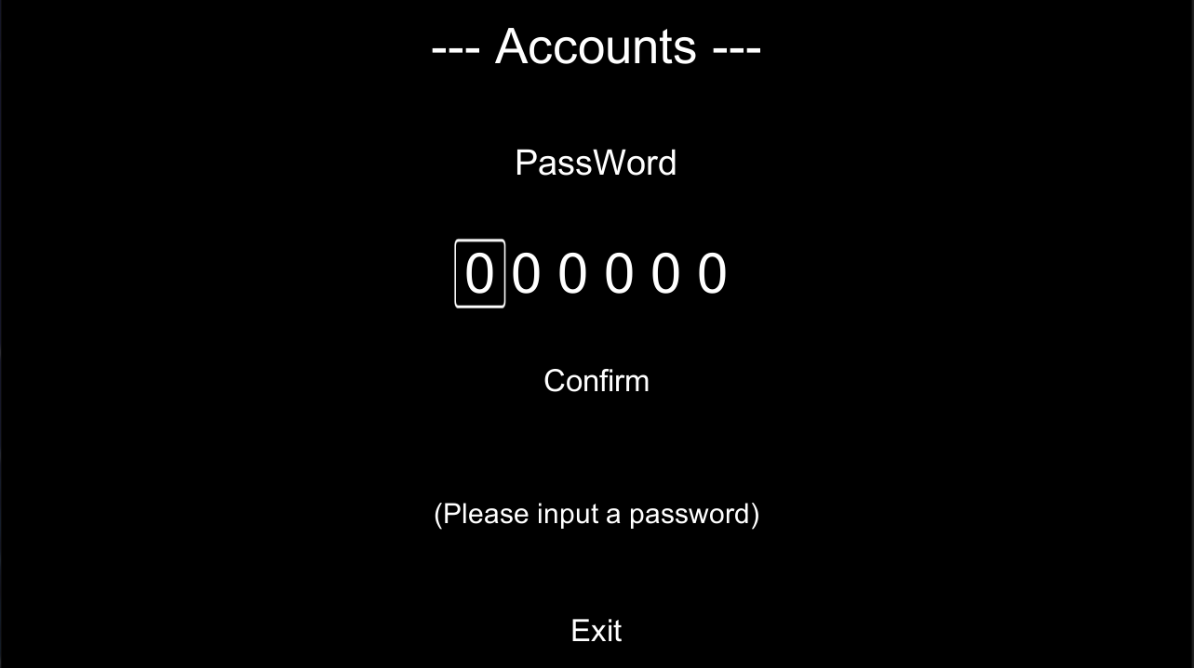 --- Accounts ---
PassWord
0 0 0 0 0 0
Confirm
(Please input a password)
Exit